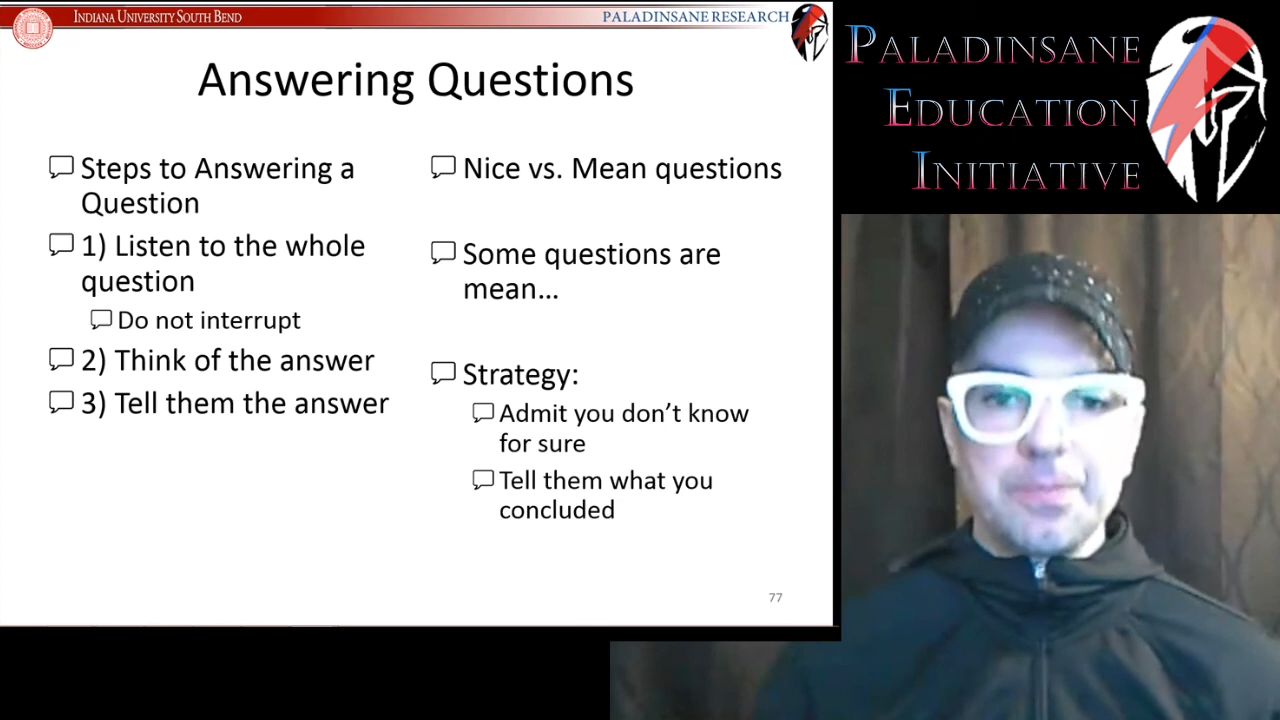 INDIANA UNIVERSITY SOUTH BEND
PALADINSANE RESEARCH
Answering Questions
Steps to Answering a
Question
1) Listen to the whole
question
Do not interrupt
2) Think of the answer
3) Tell them the answer
Nice vs. Mean questions
Some questions are
mean…
Strategy:
Admit you don’t know
for sure
Tell them what you
concluded
77
PALADINSANE
EDUCATION
INITIATIVE